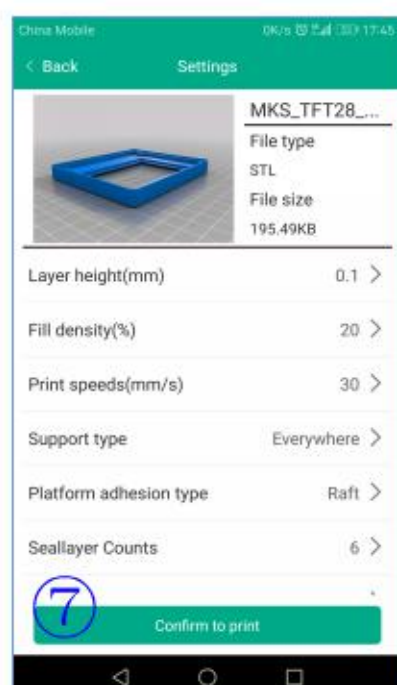 China Mobile 0K/s 17:45
< Back Settings
MKS_TFT28_...
File type
STL
File size
195.49KB
Layer height(mm) 0.1 >
Fill density(%) 20 >
Print speeds(mm/s) 30 >
Support type Everywhere >
Platform adhesion type Raft >
Seallayer Counts 6 >
⑦
Confirm to print